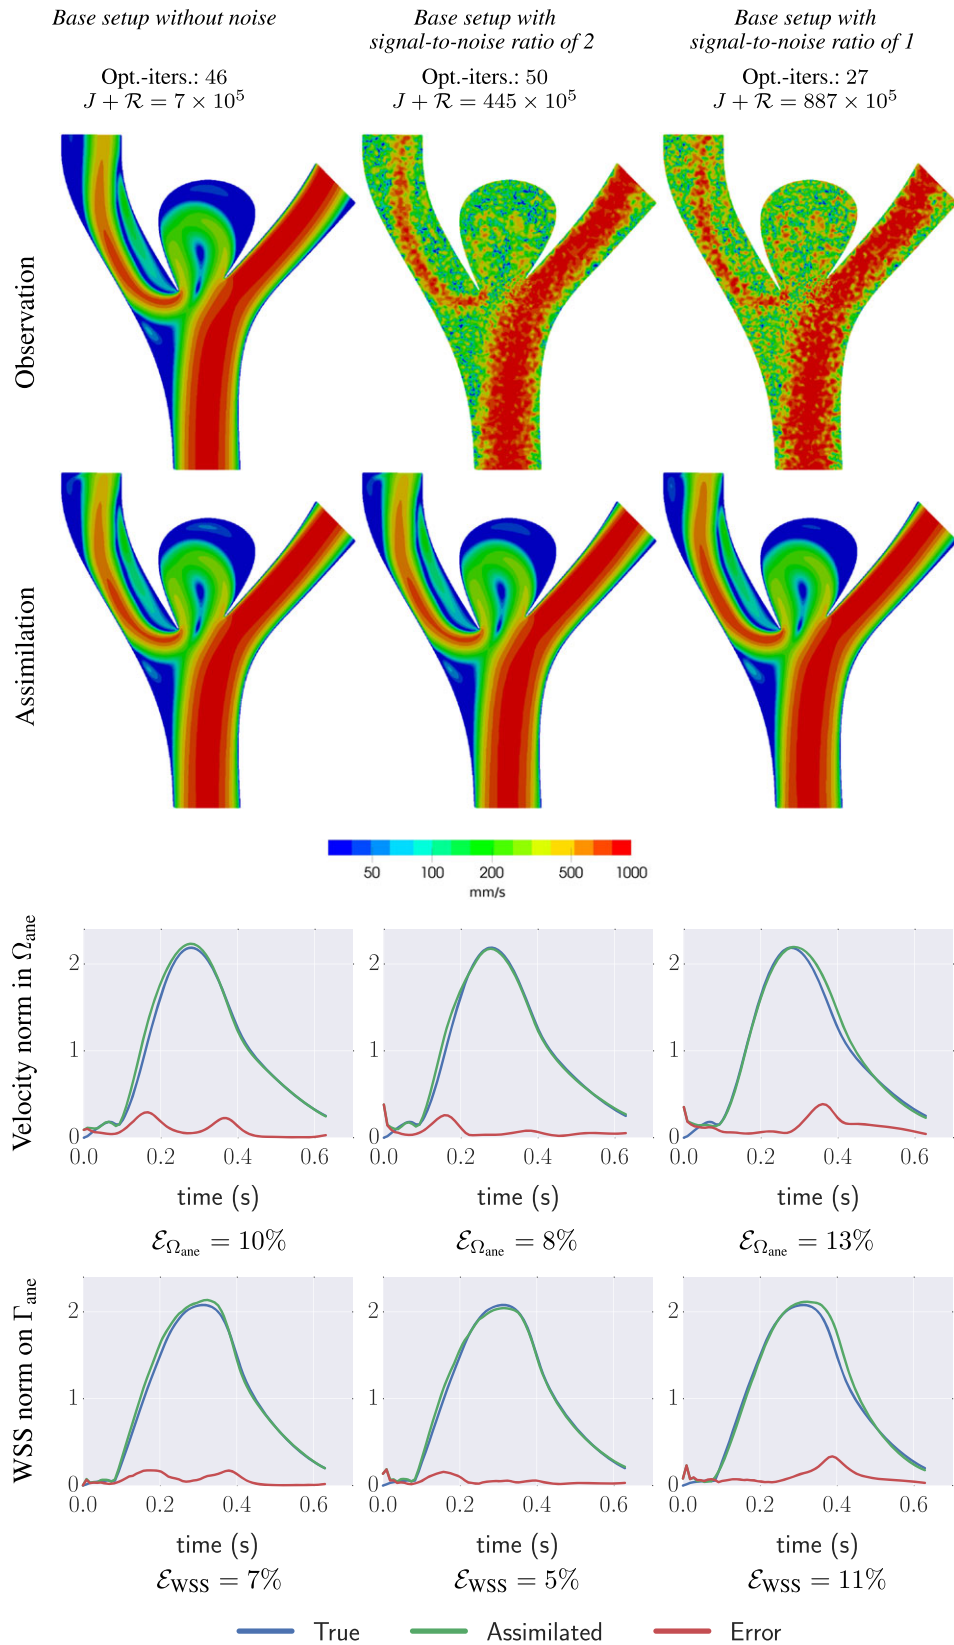 Base setup without noise
Base setup with
signal-to-noise ratio of 2
Base setup with
signal-to-noise ratio of 1
Opt.-iters.: 46
J + R = 7 × 10⁵
Opt.-iters.: 50
J + R = 445 × 10⁵
Opt.-iters.: 27
J + R = 887 × 10⁵
Observation
Assimilation
50 100 200 500 1000
mm/s
Velocity norm in Ω_ane
2
1
0
0.0 0.2 0.4 0.6
time (s)
2
1
0
0.0 0.2 0.4 0.6
time (s)
2
1
0
0.0 0.2 0.4 0.6
time (s)
ℰ_Ω_ane = 10%
ℰ_Ω_ane = 8%
ℰ_Ω_ane = 13%
WSS norm on Γ_ane
2
1
0
0.0 0.2 0.4 0.6
time (s)
2
1
0
0.0 0.2 0.4 0.6
time (s)
2
1
0
0.0 0.2 0.4 0.6
time (s)
ℰ_WSS = 7%
ℰ_WSS = 5%
ℰ_WSS = 11%
True Assimilated Error